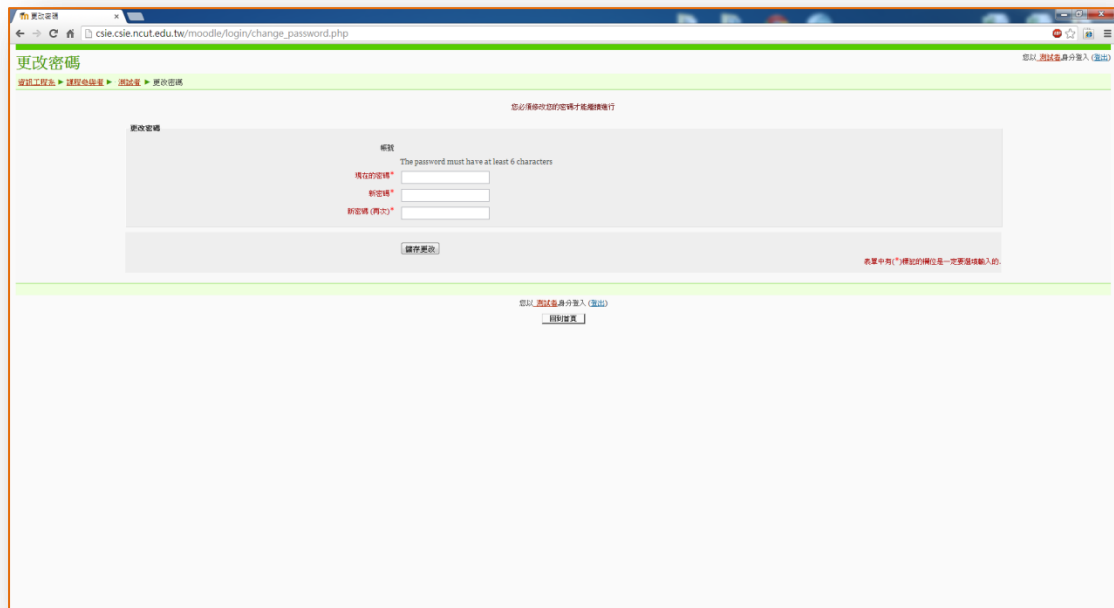 更改密碼
csie.csie.ncut.edu.tw/moodle/login/change_password.php
更改密碼
您以 測試者身分登入 (登出)
資訊工程系 ► 課程參與者 ► 測試者 ► 更改密碼
您必須修改您的密碼才能繼續進行
更改密碼
帳號
The password must have at least 6 characters
現在的密碼*
新密碼*
新密碼 (再次)*
儲存更改
表單中有(*)標記的欄位是一定要選填輸入的.
您以 測試者身分登入 (登出)
回到首頁